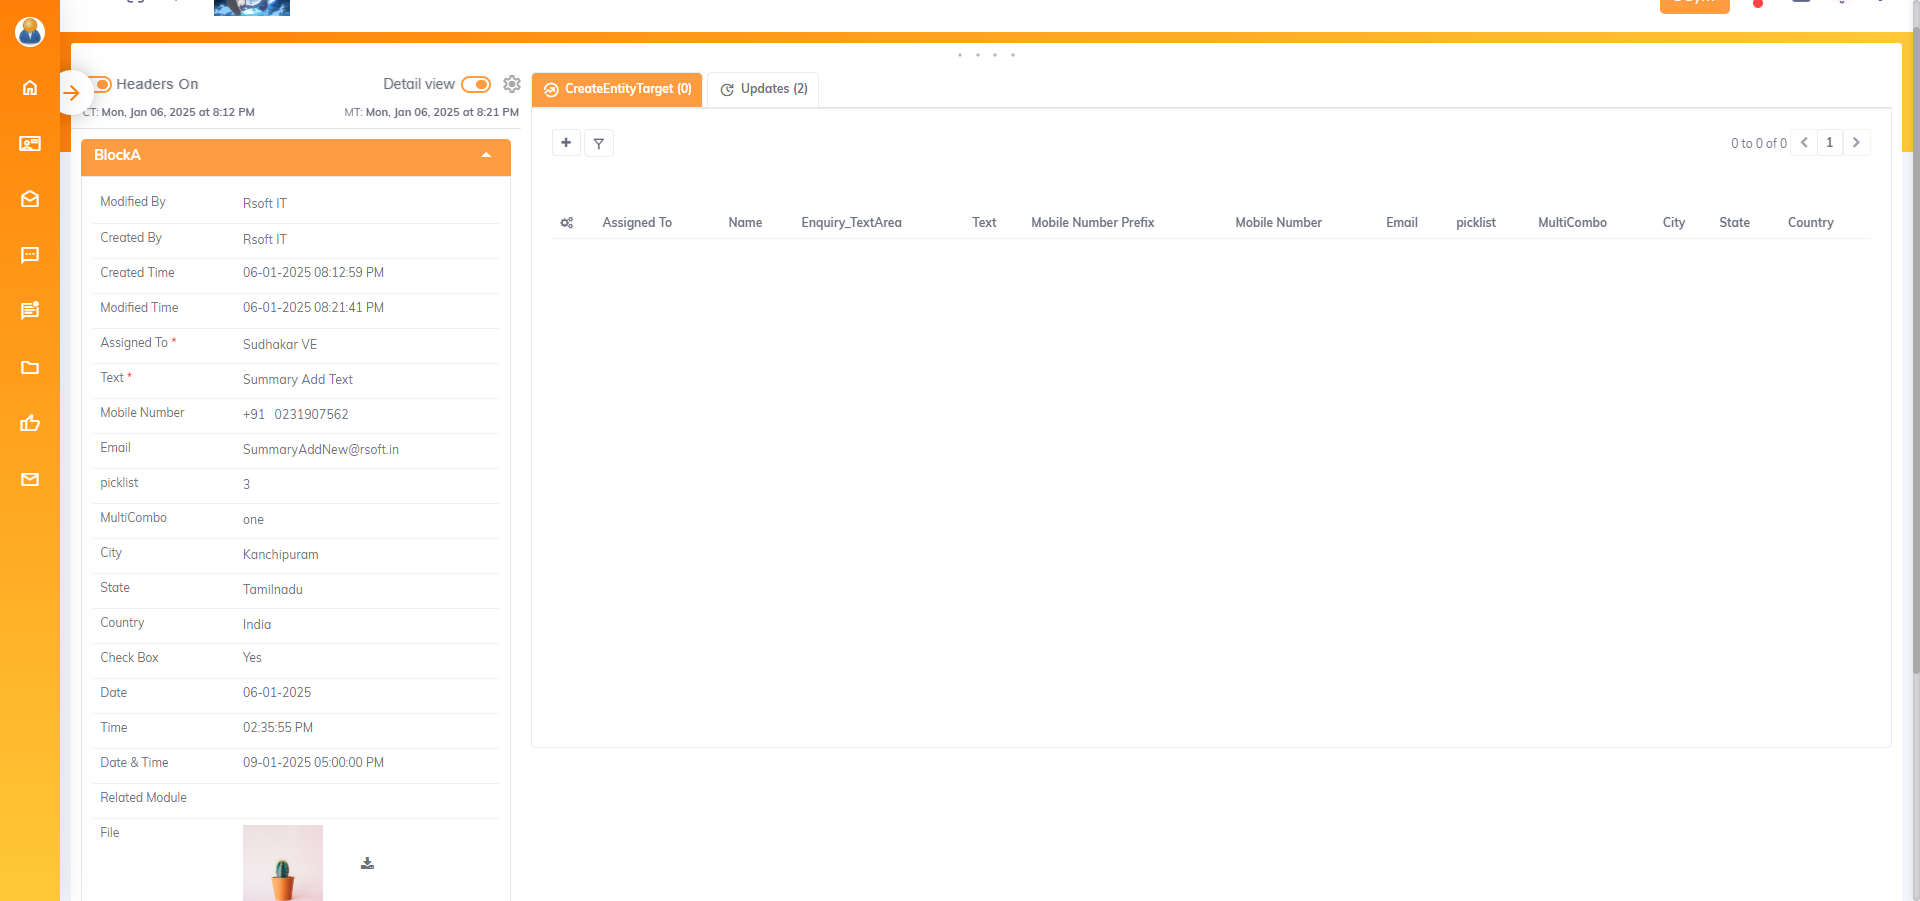 Headers On
Detail view
CT: Mon, Jan 06, 2025 at 8:12 PM
MT: Mon, Jan 06, 2025 at 8:21 PM
BlockA
Modified By Rsoft IT
Created By Rsoft IT
Created Time 06-01-2025 08:12:59 PM
Modified Time 06-01-2025 08:21:41 PM
Assigned To * Sudhakar VE
Text * Summary Add Text
Mobile Number +91 0231907562
Email SummaryAddNew@rsoft.in
picklist 3
MultiCombo one
City Kanchipuram
State Tamilnadu
Country India
Check Box Yes
Date 06-01-2025
Time 02:35:55 PM
Date & Time 09-01-2025 05:00:00 PM
Related Module
File
CreateEntityTarget (0) Updates (2)
0 to 0 of 0 1
Assigned To Name Enquiry_TextArea Text Mobile Number Prefix Mobile Number Email picklist MultiCombo City State Country